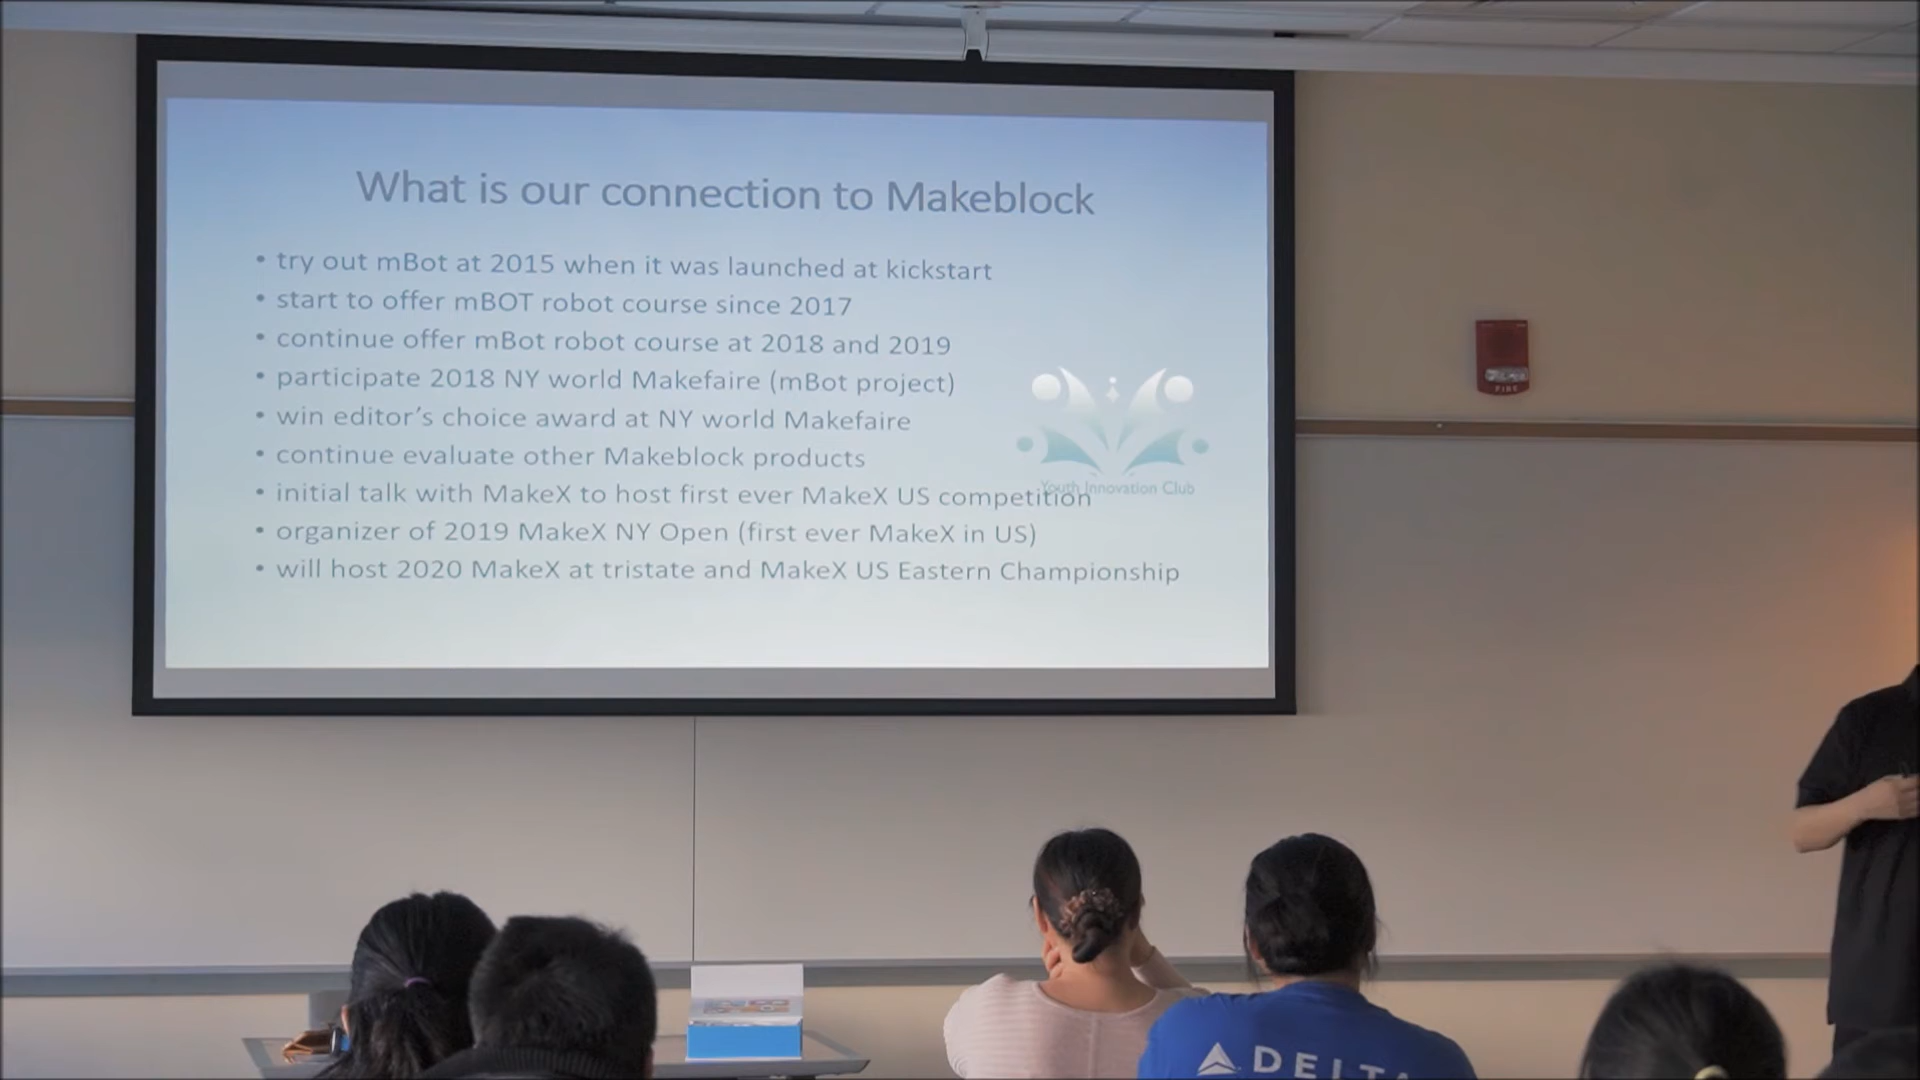 What is our connection to Makeblock
• try out mBot at 2015 when it was launched at kickstart
• start to offer mBOT robot course since 2017
• continue offer mBot robot course at 2018 and 2019
• participate 2018 NY world Makefaire (mBot project)
• win editor's choice award at NY world Makefaire
• continue evaluate other Makeblock products
• initial talk with MakeX to host first ever MakeX US competition
Youth Innovation Club
• organizer of 2019 MakeX NY Open (first ever MakeX in US)
• will host 2020 MakeX at tristate and MakeX US Eastern Championship
FIRE
DELTA